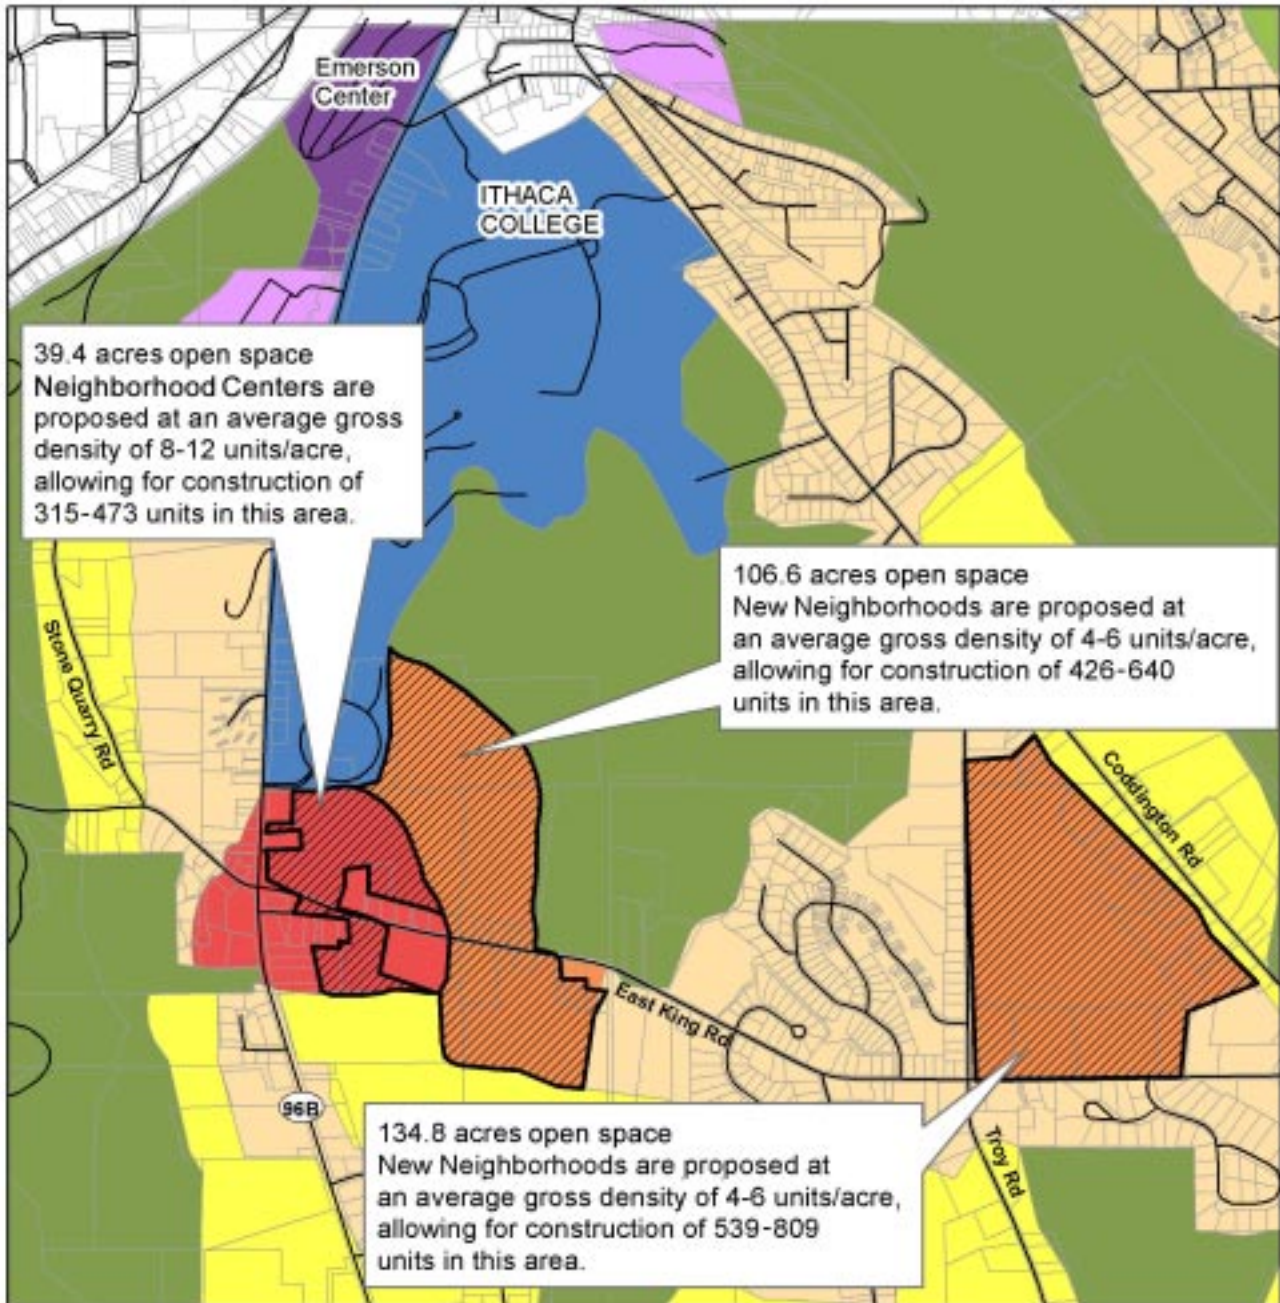 Emerson
Center
ITHACA
COLLEGE
39.4 acres open space
Neighborhood Centers are
proposed at an average gross
density of 8-12 units/acre,
allowing for construction of
315-473 units in this area.
106.6 acres open space
New Neighborhoods are proposed at
an average gross density of 4-6 units/acre,
allowing for construction of 426-640
units in this area.
Stone Quarry Rd
Coddington Rd
East King Rd
96B
134.8 acres open space
New Neighborhoods are proposed at
an average gross density of 4-6 units/acre,
allowing for construction of 539-809
units in this area.
Troy Rd